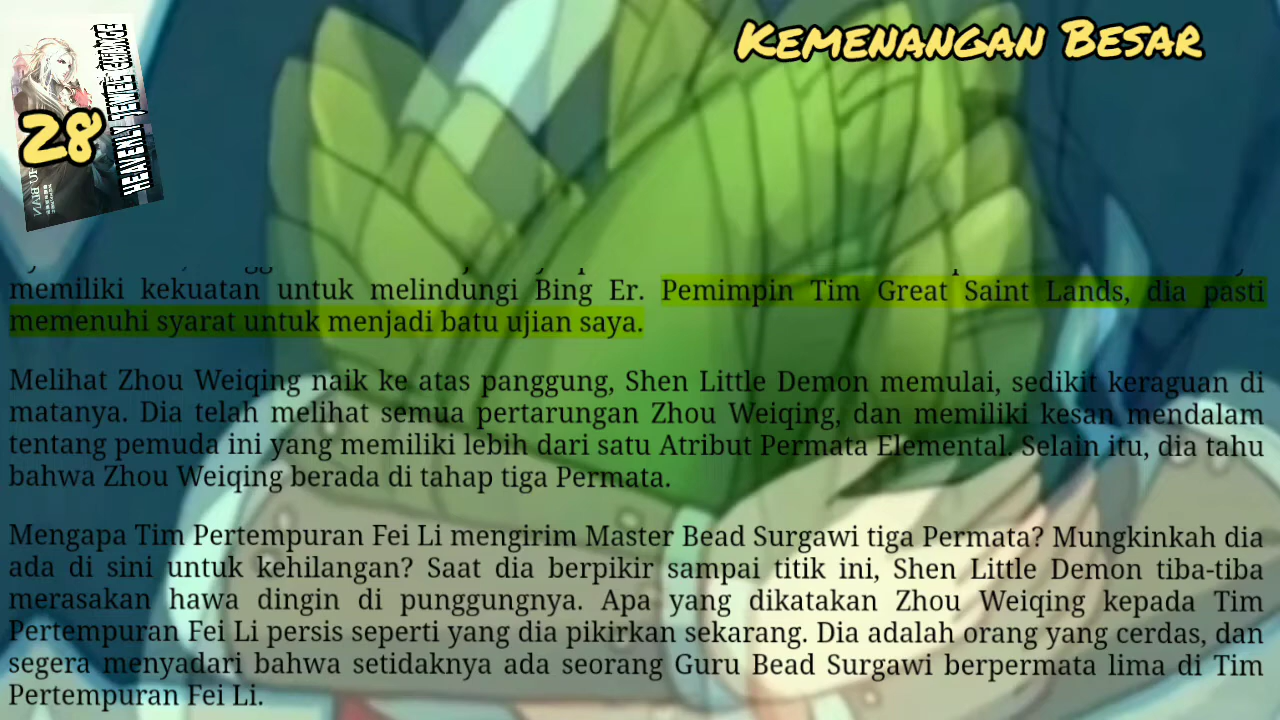 Kemenangan Besar
28
HEAVENLY JEWEL CHANGE
memiliki kekuatan untuk melindungi Bing Er. Pemimpin Tim Great Saint Lands, dia pasti
memenuhi syarat untuk menjadi batu ujian saya.
Melihat Zhou Weiqing naik ke atas panggung, Shen Little Demon memulai, sedikit keraguan di
matanya. Dia telah melihat semua pertarungan Zhou Weiqing, dan memiliki kesan mendalam
tentang pemuda ini yang memiliki lebih dari satu Atribut Permata Elemental. Selain itu, dia tahu
bahwa Zhou Weiqing berada di tahap tiga Permata.
Mengapa Tim Pertempuran Fei Li mengirim Master Bead Surgawi tiga Permata? Mungkinkah dia
ada di sini untuk kehilangan? Saat dia berpikir sampai titik ini, Shen Little Demon tiba-tiba
merasakan hawa dingin di punggungnya. Apa yang dikatakan Zhou Weiqing kepada Tim
Pertempuran Fei Li persis seperti yang dia pikirkan sekarang. Dia adalah orang yang cerdas, dan
segera menyadari bahwa setidaknya ada seorang Guru Bead Surgawi berpermata lima di Tim
Pertempuran Fei Li.